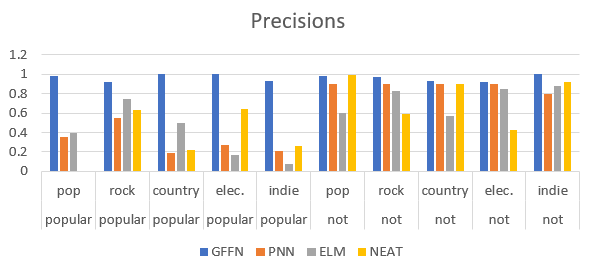 Precisions
1.2
1
0.8
0.6
0.4
0.2
0
pop rock country elec. indie pop rock country elec. indie
popular popular popular popular popular not not not not not
GFFN PNN ELM NEAT